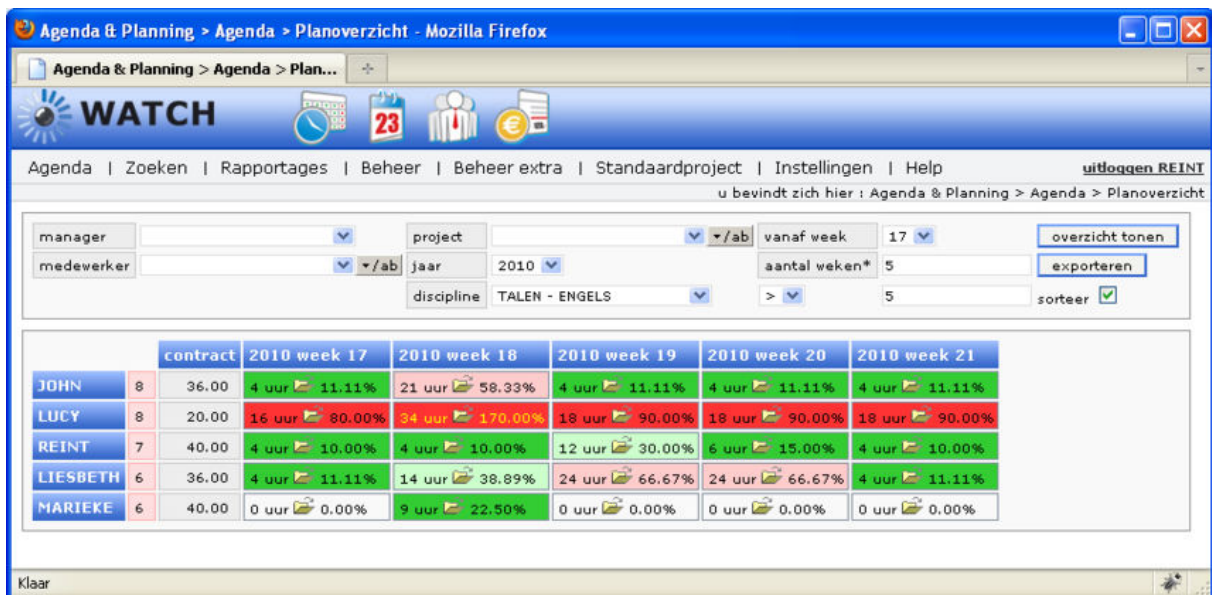 Agenda & Planning > Agenda > Planoverzicht - Mozilla Firefox
Agenda & Planning > Agenda > Plan...
WATCH 23
Agenda | Zoeken | Rapportages | Beheer | Beheer extra | Standaardproject | Instellingen | Help uitloggen REINT
u bevindt zich hier : Agenda & Planning > Agenda > Planoverzicht
manager project /ab vanaf week 17 overzicht tonen
medewerker /ab jaar 2010 aantal weken* 5 exporteren
discipline TALEN - ENGELS > 5 sorteer
contract 2010 week 17 2010 week 18 2010 week 19 2010 week 20 2010 week 21
JOHN 8 36.00 4 uur 11.11% 21 uur 58.33% 4 uur 11.11% 4 uur 11.11% 4 uur 11.11%
LUCY 8 20.00 16 uur 80.00% 34 uur 170.00% 18 uur 90.00% 18 uur 90.00% 18 uur 90.00%
REINT 7 40.00 4 uur 10.00% 4 uur 10.00% 12 uur 30.00% 6 uur 15.00% 4 uur 10.00%
LIESBETH 6 36.00 4 uur 11.11% 14 uur 38.89% 24 uur 66.67% 24 uur 66.67% 4 uur 11.11%
MARIEKE 6 40.00 0 uur 0.00% 9 uur 22.50% 0 uur 0.00% 0 uur 0.00% 0 uur 0.00%
Klaar